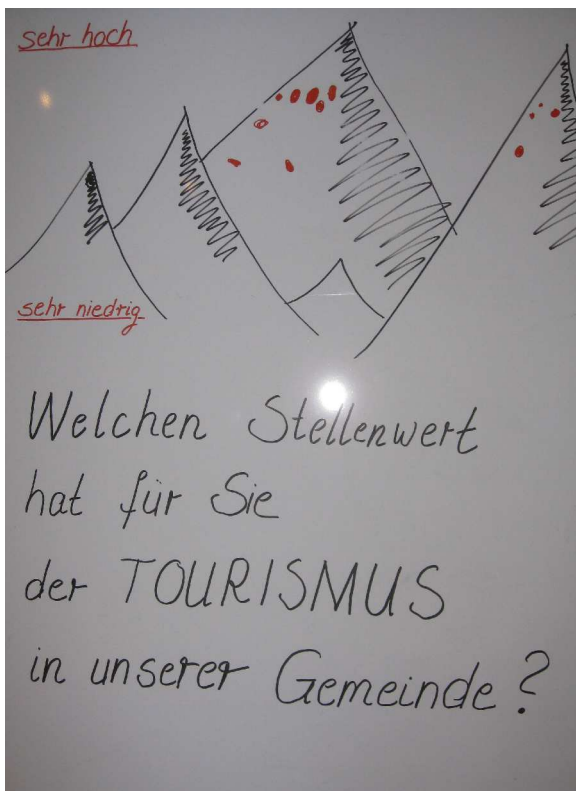 sehr hoch
sehr niedrig
Welchen Stellenwert
hat für Sie
der TOURISMUS
in unserer Gemeinde?